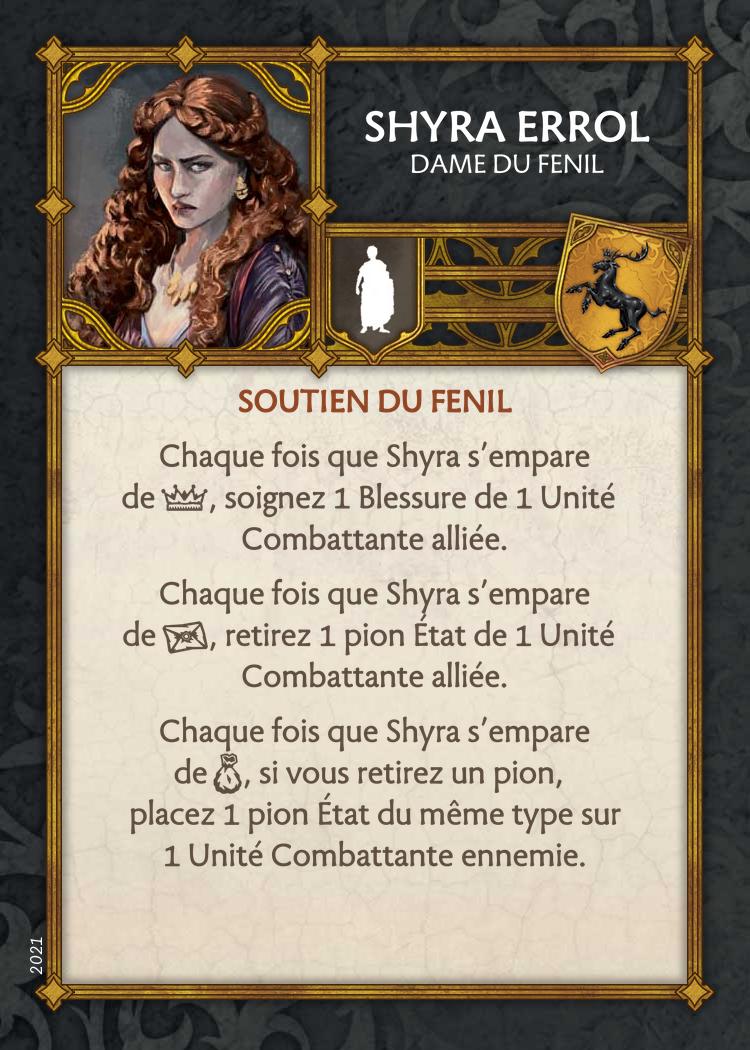 SHYRA ERROL
DAME DU FENIL
SOUTIEN DU FENIL
Chaque fois que Shyra s’empare
de , soignez 1 Blessure de 1 Unité
Combattante alliée.
Chaque fois que Shyra s’empare
de , retirez 1 pion État de 1 Unité
Combattante alliée.
Chaque fois que Shyra s’empare
de , si vous retirez un pion,
placez 1 pion État du même type sur
1 Unité Combattante ennemie.
2021